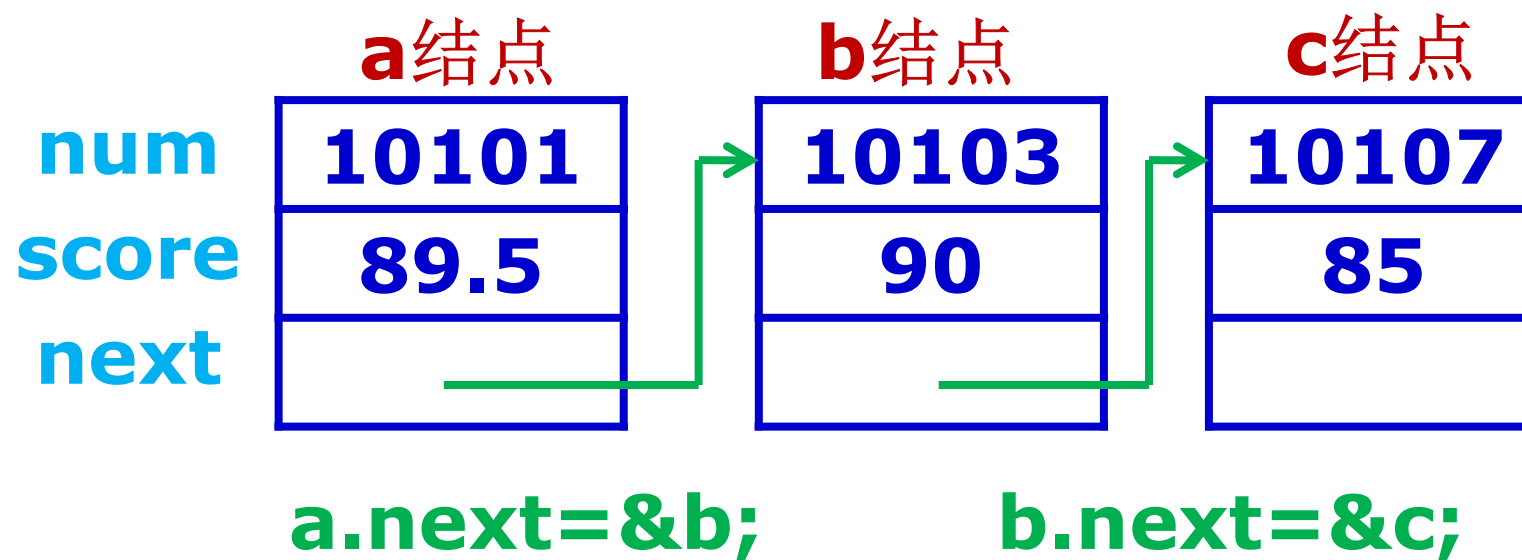 a结点 b结点 c结点
num 10101 10103 10107
score 89.5 90 85
next
a.next=&b; b.next=&c;